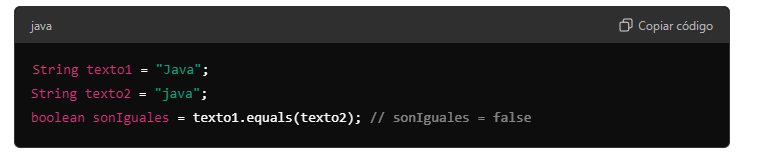 java
Copiar código
String texto1 = "Java";
String texto2 = "java";
boolean sonIguales = texto1.equals(texto2); // sonIguales = false